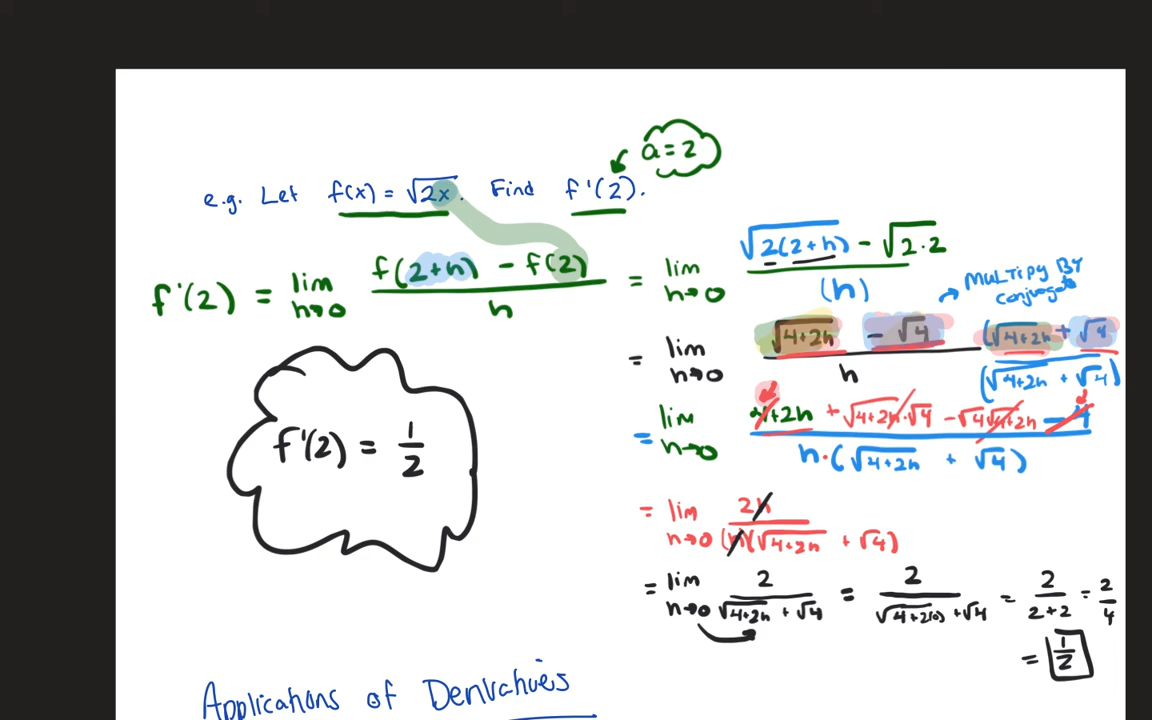 a = 2
e.g. Let f(x) = √2x. Find f'(2).
f'(2) = lim h→0 (f(2+h) - f(2))/h = lim h→0 (√2(2+h) - √2·2)/(h)
MULTIPY BY conjugate
= lim h→0 (√4+2h - √4)/h (√4+2h + √4)/(√4+2h + √4)
= lim h→0 (4+2h + √4+2h·√4 - √4√4+2h - 4)/(h·(√4+2h + √4))
f'(2) = 1/2
= lim h→0 2h/((h)(√4+2h + √4))
= lim h→0 2/(√4+2h + √4) = 2/(√4+2(0) + √4) = 2/(2+2) = 2/4
= 1/2
Applications of Derivatives